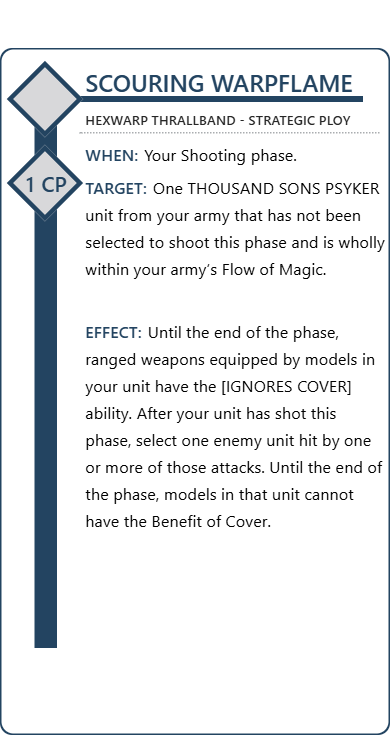 SCOURING WARPFLAME
HEXWARP THRALLBAND - STRATEGIC PLOY
WHEN: Your Shooting phase.
1 CP
TARGET: One THOUSAND SONS PSYKER
unit from your army that has not been
selected to shoot this phase and is wholly
within your army's Flow of Magic.
EFFECT: Until the end of the phase,
ranged weapons equipped by models in
your unit have the [IGNORES COVER]
ability. After your unit has shot this
phase, select one enemy unit hit by one
or more of those attacks. Until the end of
the phase, models in that unit cannot
have the Benefit of Cover.